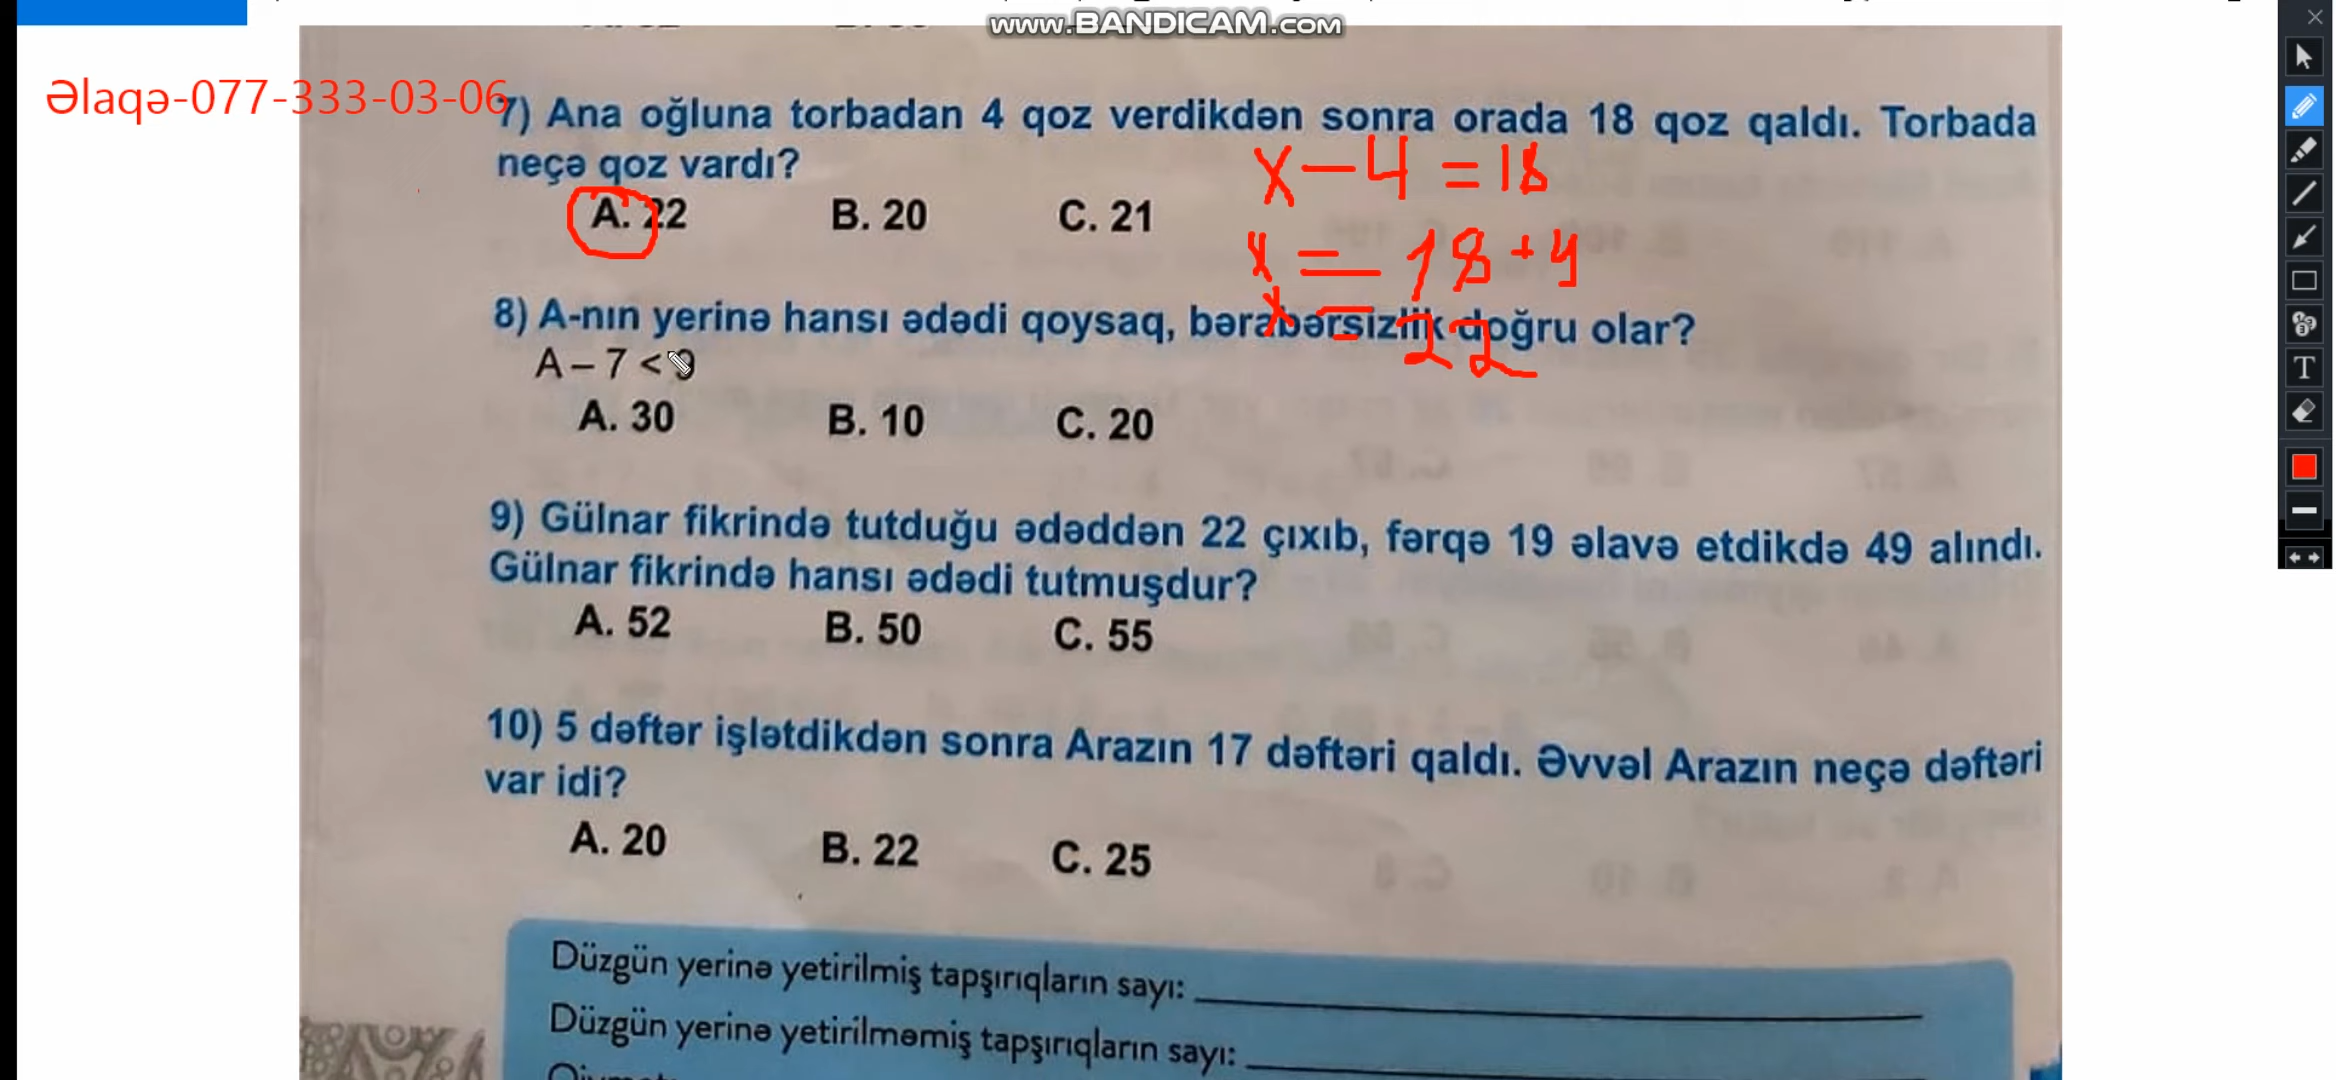 www.BANDICAM.com
Əlaqə-077-333-03-06
7) Ana oğluna torbadan 4 qoz verdikdən sonra orada 18 qoz qaldı. Torbada
neçə qoz vardı?
x-4=18
A. 22 B. 20 C. 21
x=18+4
x=22
8) A-nın yerinə hansı ədədi qoysaq, bərabərsizlik doğru olar?
A-7<9
A. 30 B. 10 C. 20
9) Gülnar fikrində tutduğu ədəddən 22 çıxıb, fərqə 19 əlavə etdikdə 49 alındı.
Gülnar fikrində hansı ədədi tutmuşdur?
A. 52 B. 50 C. 55
10) 5 dəftər işlətdikdən sonra Arazın 17 dəftəri qaldı. Əvvəl Arazın neçə dəftəri
var idi?
A. 20 B. 22 C. 25
Düzgün yerinə yetirilmiş tapşırıqların sayı:
Düzgün yerinə yetirilməmiş tapşırıqların sayı:
T